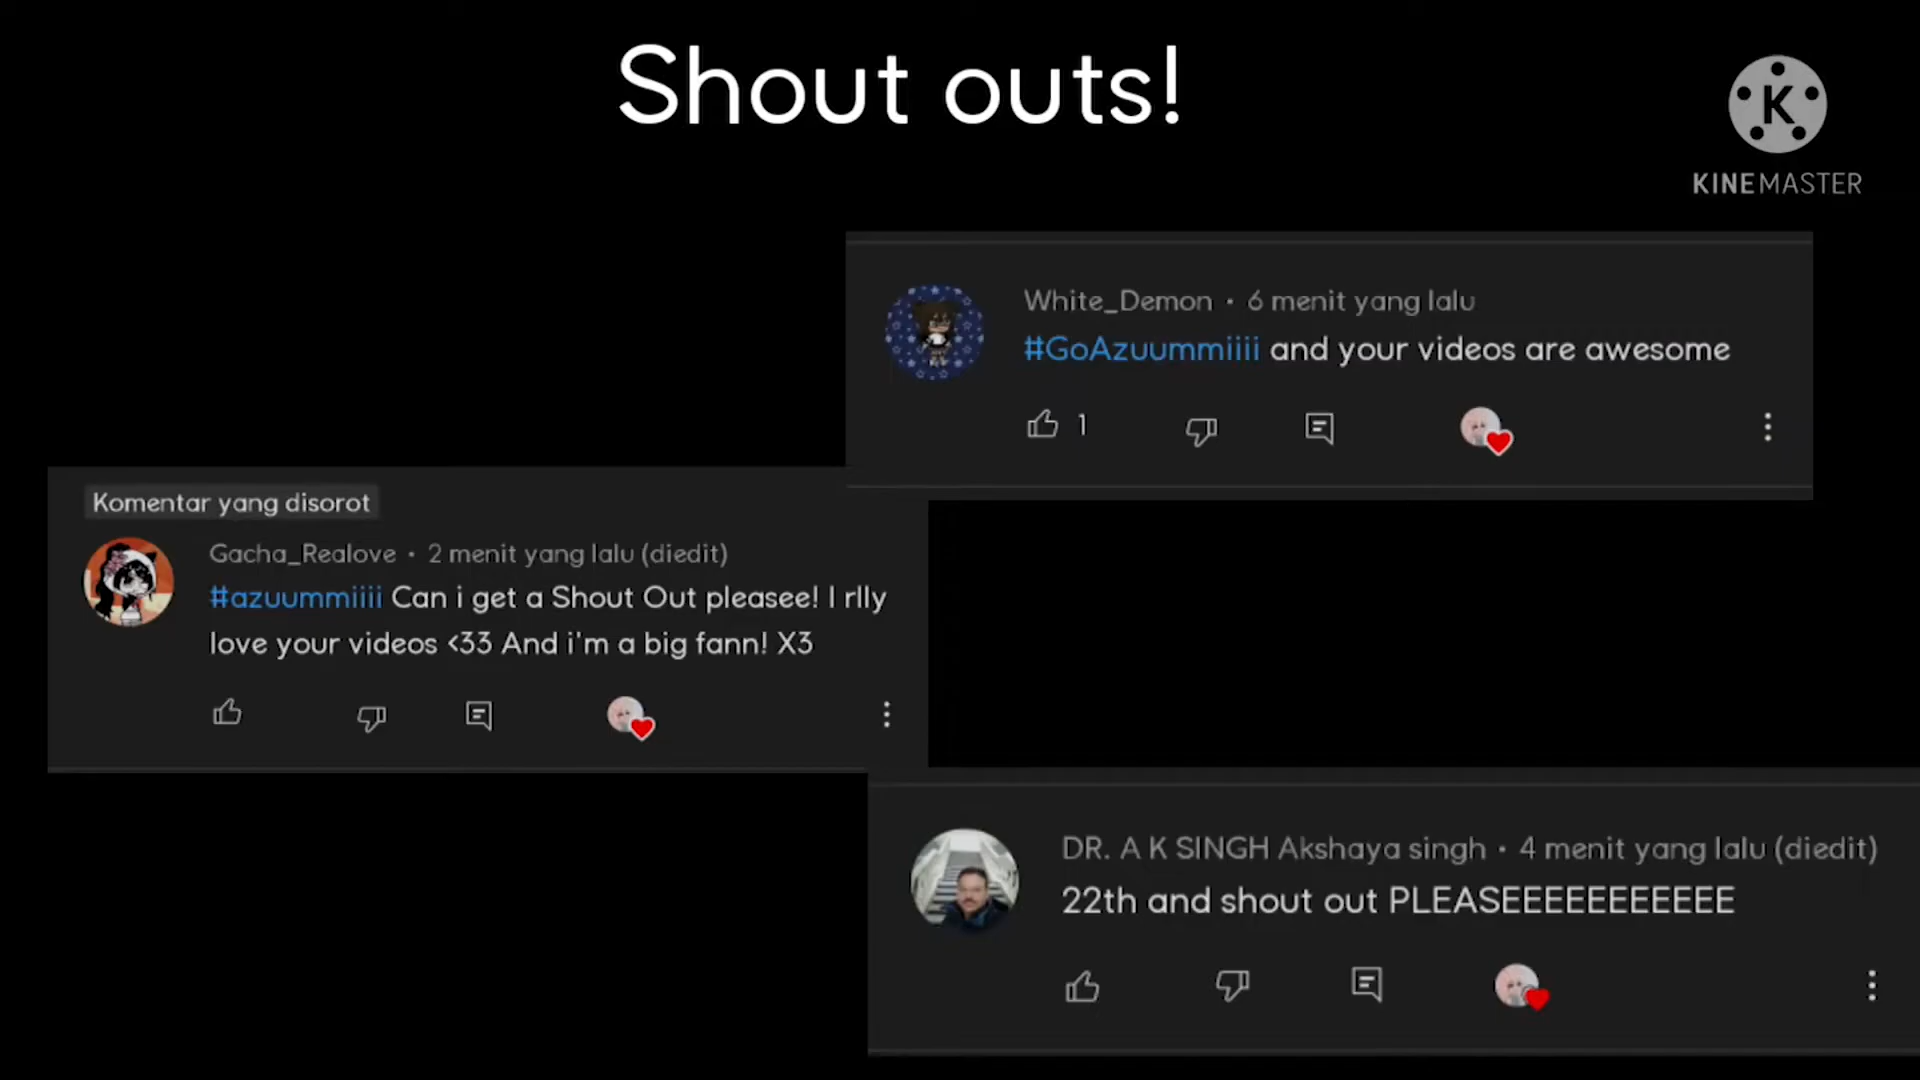 Shout outs!
K
KINEMASTER
White_Demon · 6 menit yang lalu
#GoAzuummiiii and your videos are awesome
1
Komentar yang disorot
Gacha_Realove · 2 menit yang lalu (diedit)
#azuummiiii Can i get a Shout Out pleasee! I rlly
love your videos <33 And i'm a big fann! X3
DR. A K SINGH Akshaya singh · 4 menit yang lalu (diedit)
22th and shout out PLEASEEEEEEEEEEE